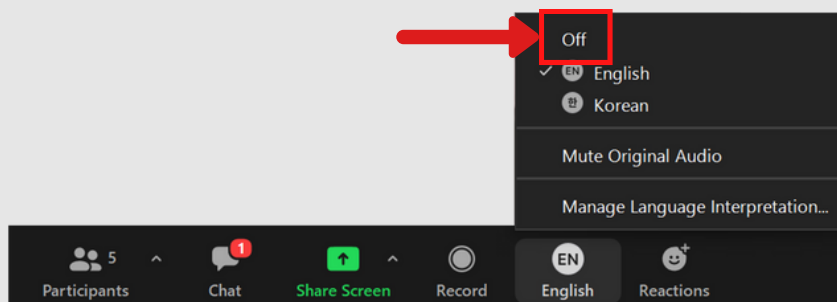 Off
EN English
한 Korean
Mute Original Audio
Manage Language Interpretation...
5 1 EN
Participants Chat Share Screen Record English Reactions